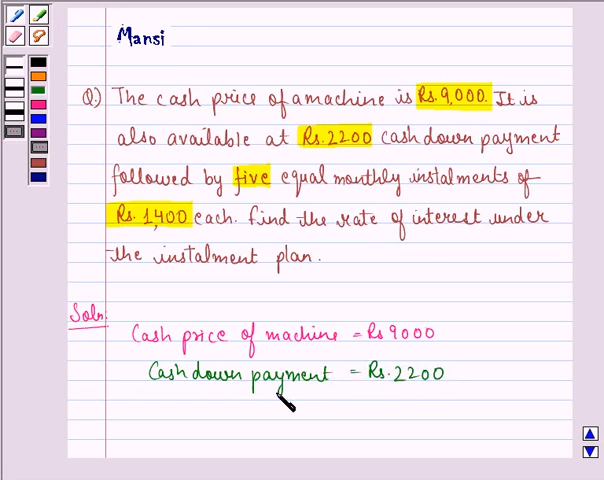 Mansi
Q.) The cash price of a machine is Rs.9,000. It is
also available at Rs.2200 cash down payment
followed by five equal monthly instalments of
Rs. 1,400 each. Find the rate of interest under
the instalment plan.
Soln:
Cash price of machine = Rs 9000
Cash down payment = Rs.2200